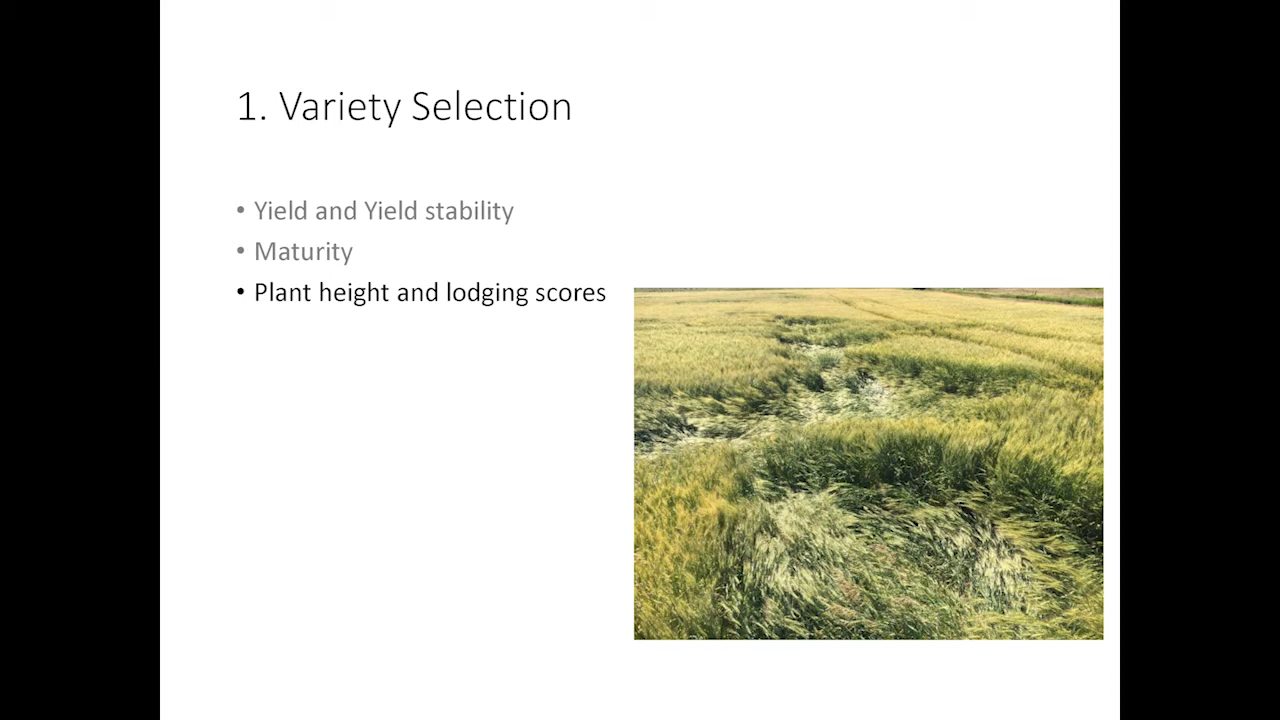 1. Variety Selection
• Yield and Yield stability
• Maturity
• Plant height and lodging scores